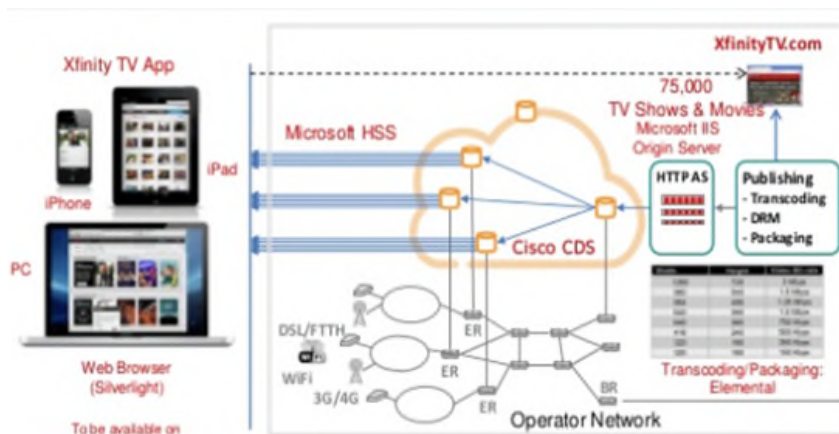 XfinityTV.com
Xfinity TV App
75,000
TV Shows & Movies
Microsoft IIS
Origin Server
Microsoft HSS
iPad
iPhone
HTTP AS
Publishing
- Transcoding
- DRM
- Packaging
PC
Cisco CDS
DSL/FTTH
WiFi
3G/4G
ER
ER
ER
BR
Web Browser
(Silverlight)
Transcoding/Packaging:
Elemental
Operator Network
To be available on